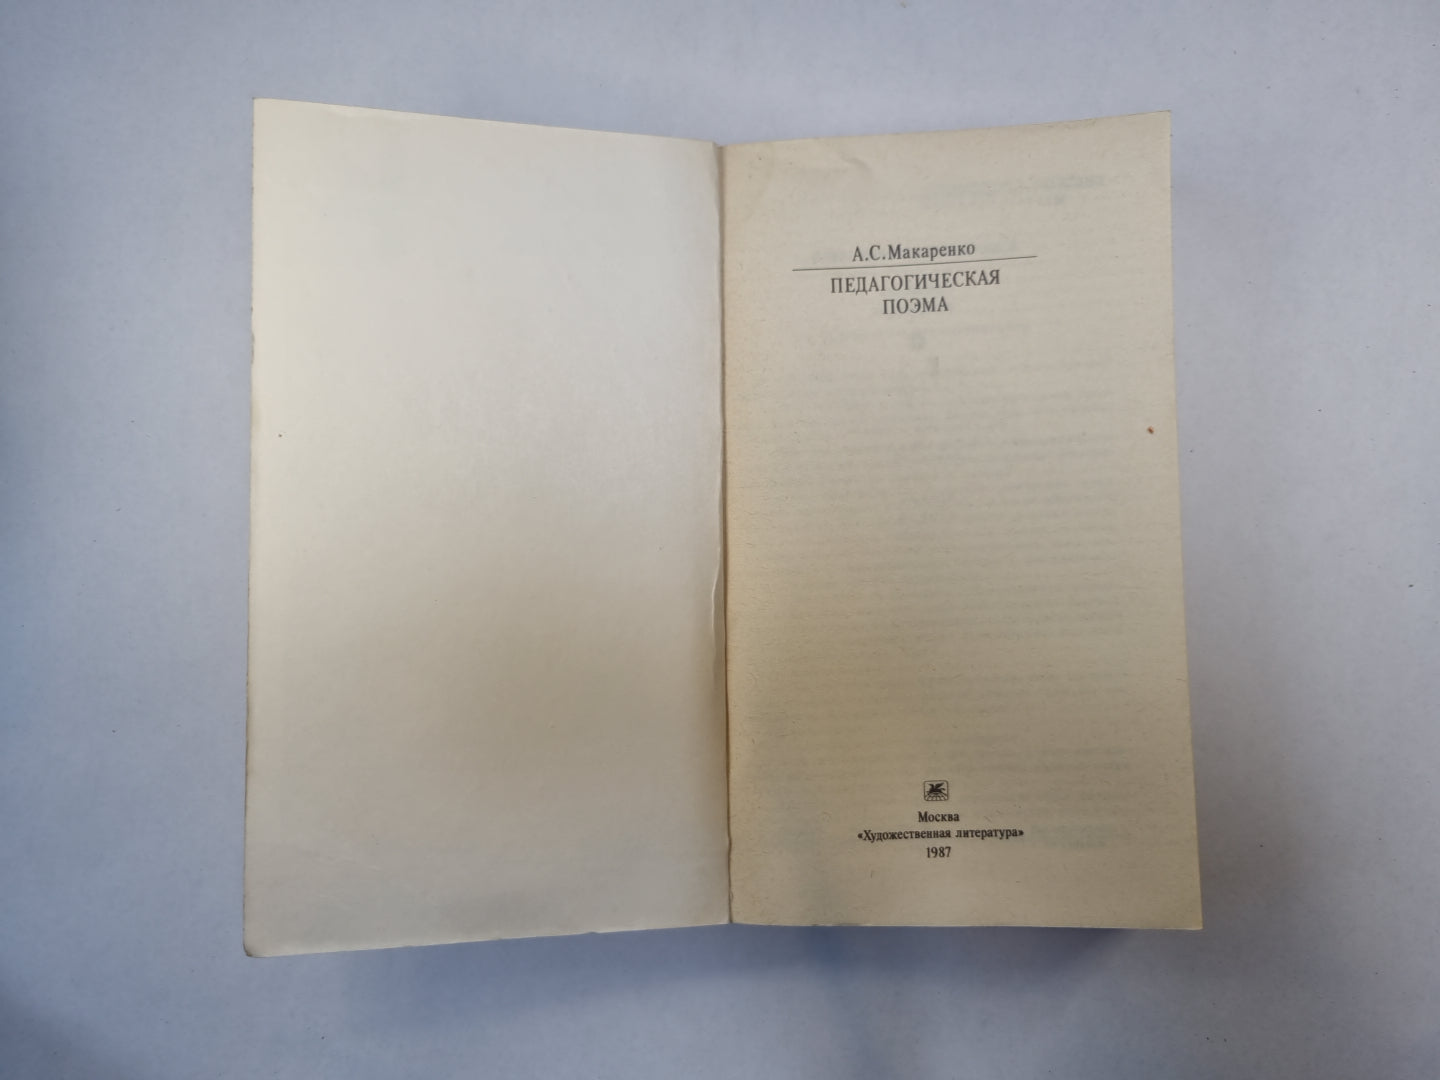 А.С.Макаренко
ПЕДАГОГИЧЕСКАЯ
ПОЭМА
Москва
«Художественная литература»
1987